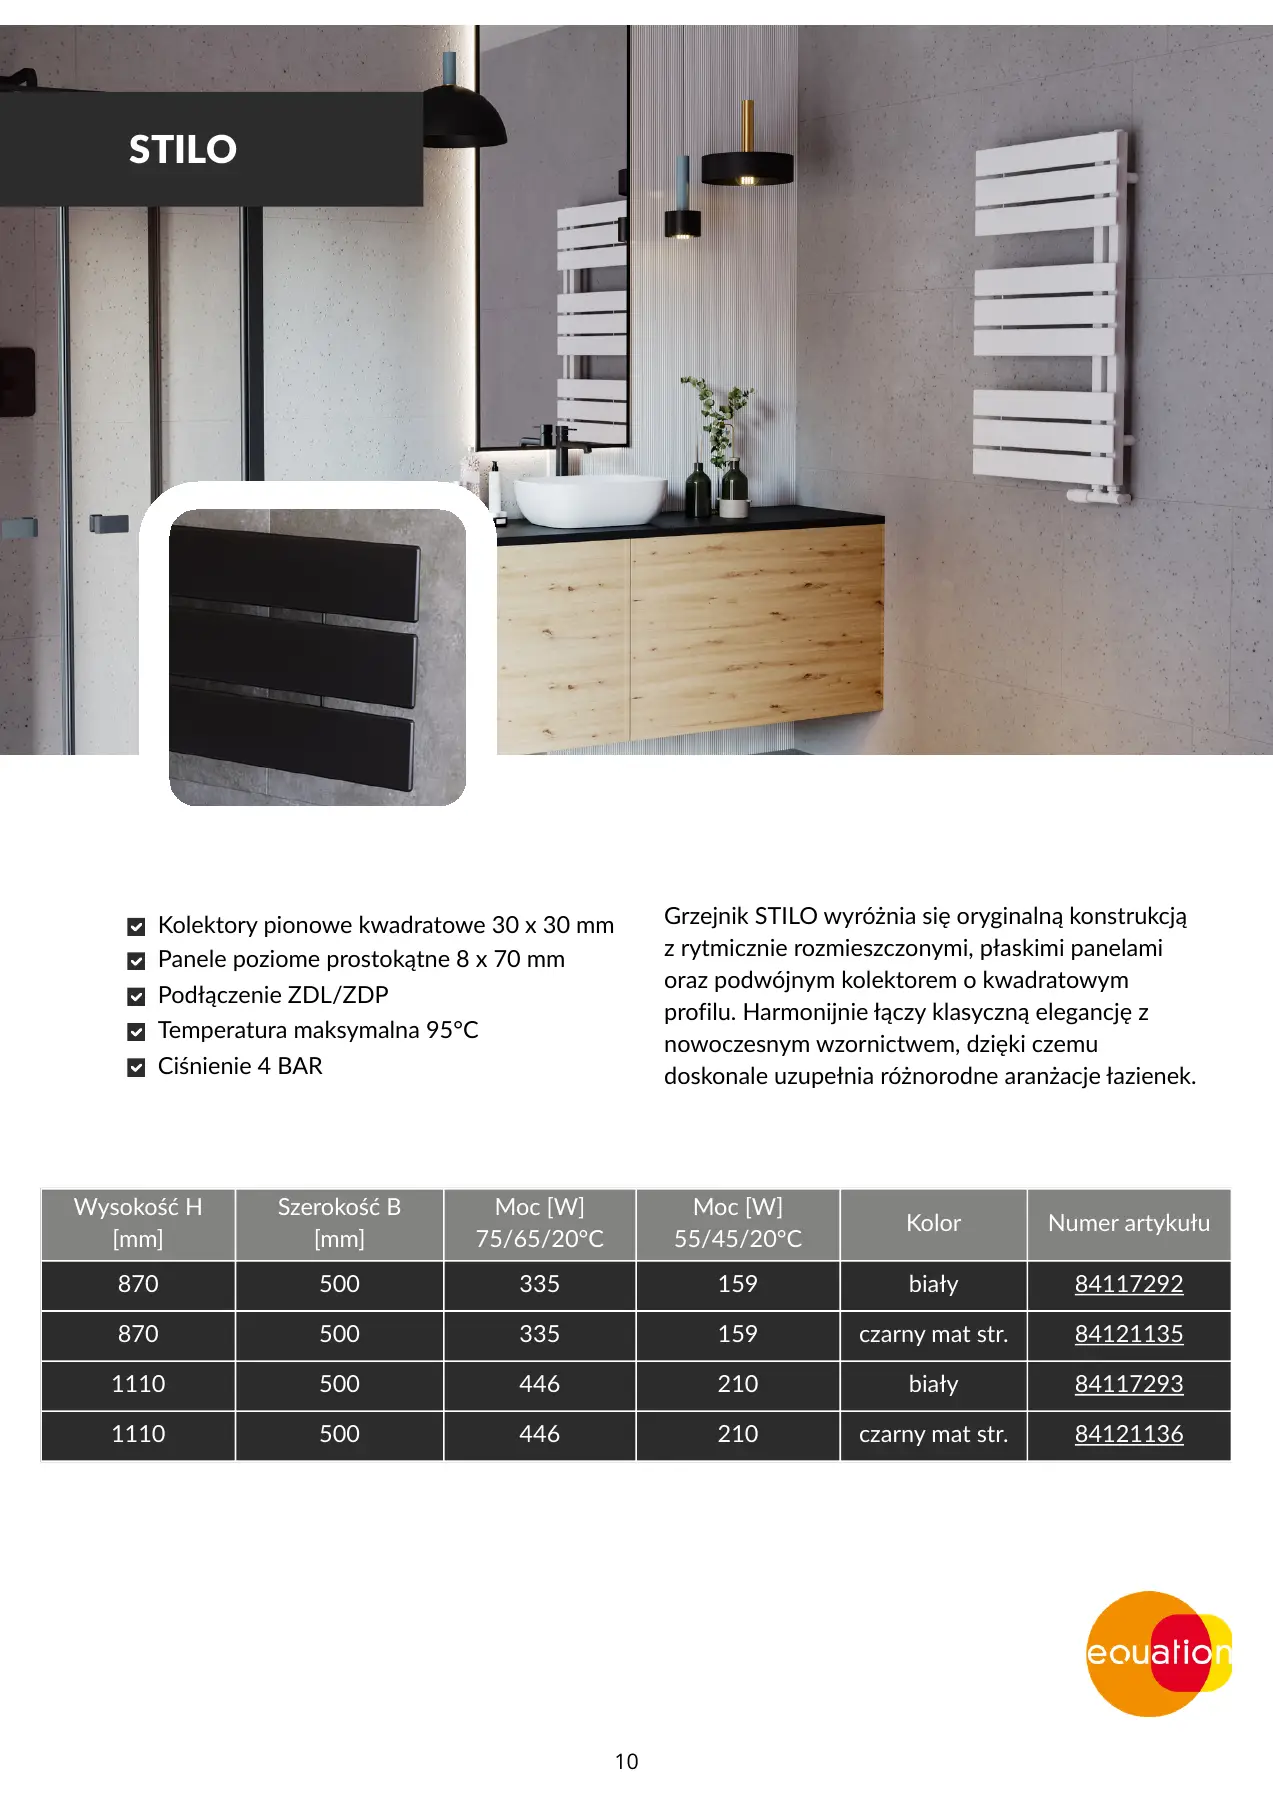 STILO
Kolektory pionowe kwadratowe 30 x 30 mm
Panele poziome prostokątne 8 x 70 mm
Podłączenie ZDL/ZDP
Temperatura maksymalna 95°C
Ciśnienie 4 BAR
Grzejnik STILO wyróżnia się oryginalną konstrukcją
z rytmicznie rozmieszczonymi, płaskimi panelami
oraz podwójnym kolektorem o kwadratowym
profilu. Harmonijnie łączy klasyczną elegancję z
nowoczesnym wzornictwem, dzięki czemu
doskonale uzupełnia różnorodne aranżacje łazienek.
Wysokość H [mm] Szerokość B [mm] Moc [W] 75/65/20°C Moc [W] 55/45/20°C Kolor Numer artykułu
870 500 335 159 biały 84117292
870 500 335 159 czarny mat str. 84121135
1110 500 446 210 biały 84117293
1110 500 446 210 czarny mat str. 84121136
equation
10